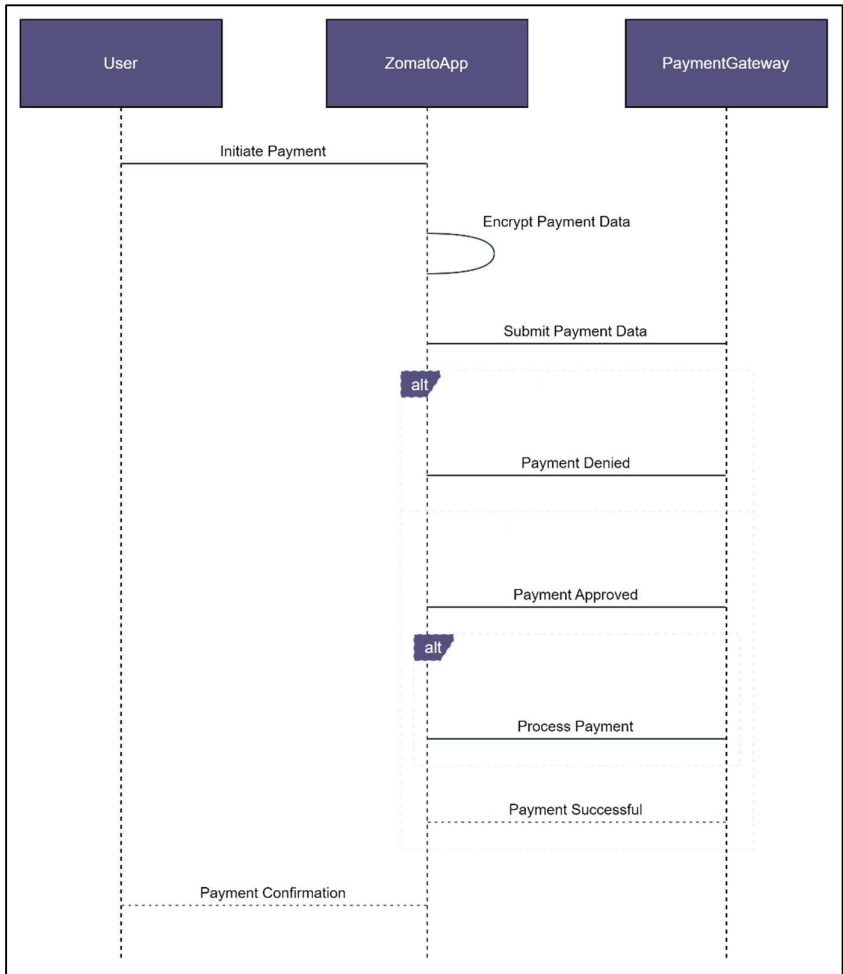 User
ZomatoApp
PaymentGateway
Initiate Payment
Encrypt Payment Data
Submit Payment Data
alt
Payment Denied
Payment Approved
alt
Process Payment
Payment Successful
Payment Confirmation